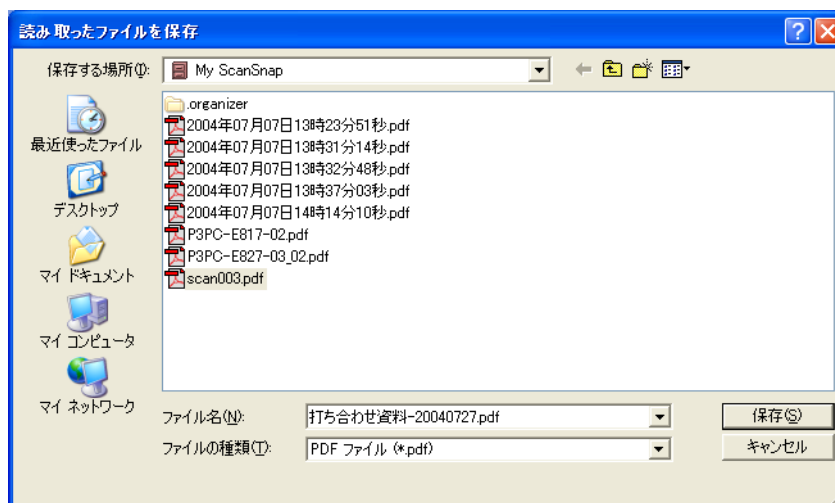 読み取ったファイルを保存
保存する場所(I):
My ScanSnap
最近使ったファイル
デスクトップ
マイ ドキュメント
マイ コンピュータ
マイ ネットワーク
.organizer
2004年07月07日13時23分51秒.pdf
2004年07月07日13時31分14秒.pdf
2004年07月07日13時32分48秒.pdf
2004年07月07日13時37分03秒.pdf
2004年07月07日14時14分10秒.pdf
P3PC-E817-02.pdf
P3PC-E827-03_02.pdf
scan003.pdf
ファイル名(N):
打ち合わせ資料-20040727.pdf
保存(S)
ファイルの種類(T):
PDF ファイル (*.pdf)
キャンセル